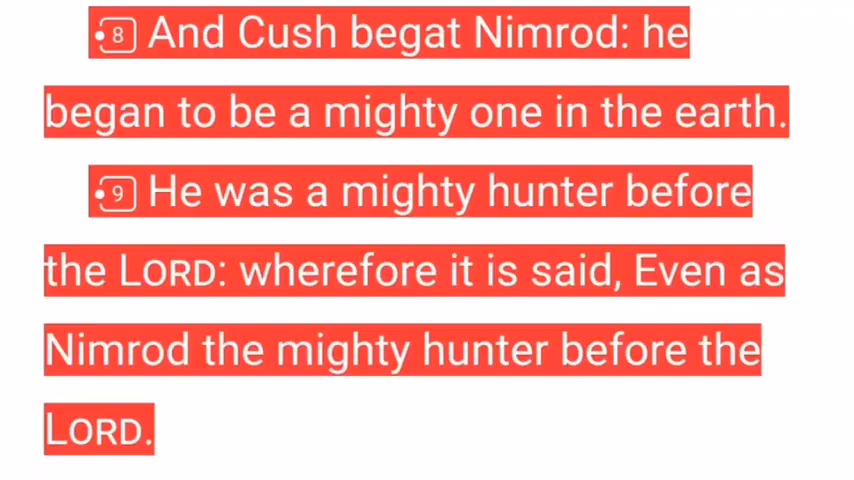 8 And Cush begat Nimrod: he
began to be a mighty one in the earth.
9 He was a mighty hunter before
the LORD: wherefore it is said, Even as
Nimrod the mighty hunter before the
LORD.